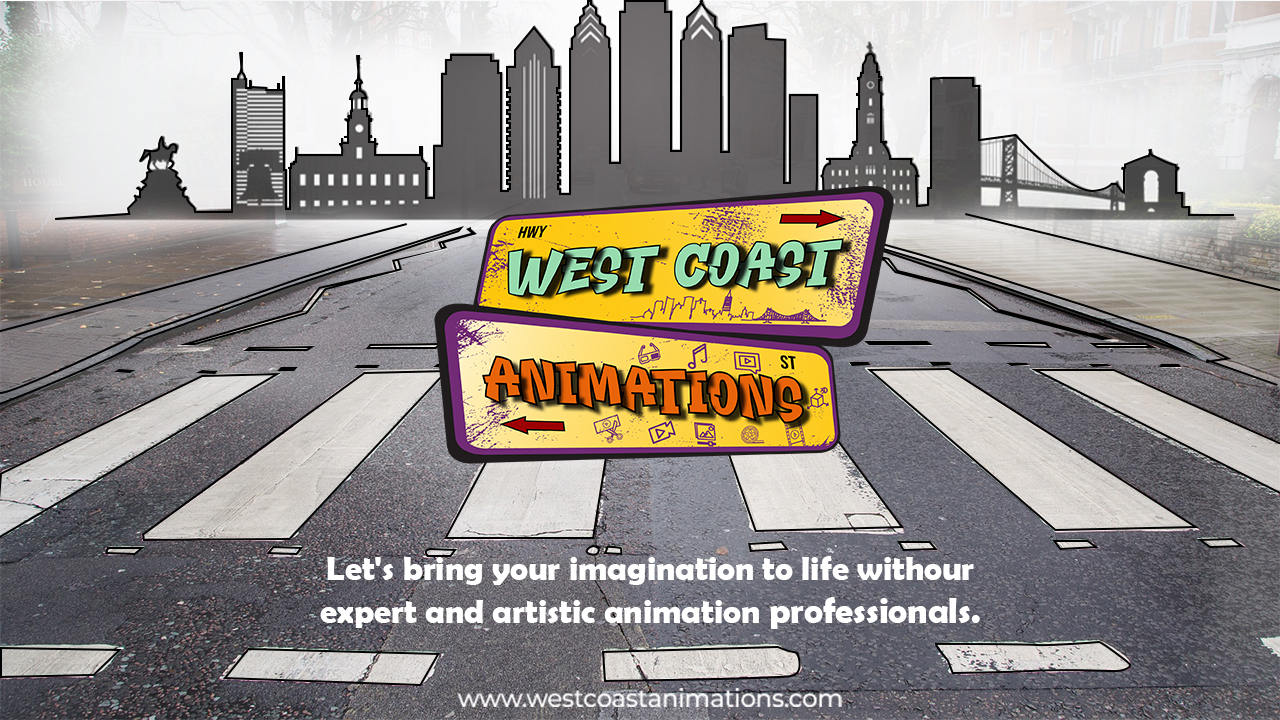 HWY
WEST COAST
ANIMATIONS
ST
Let's bring your imagination to life withour
expert and artistic animation professionals.
www.westcoastanimations.com